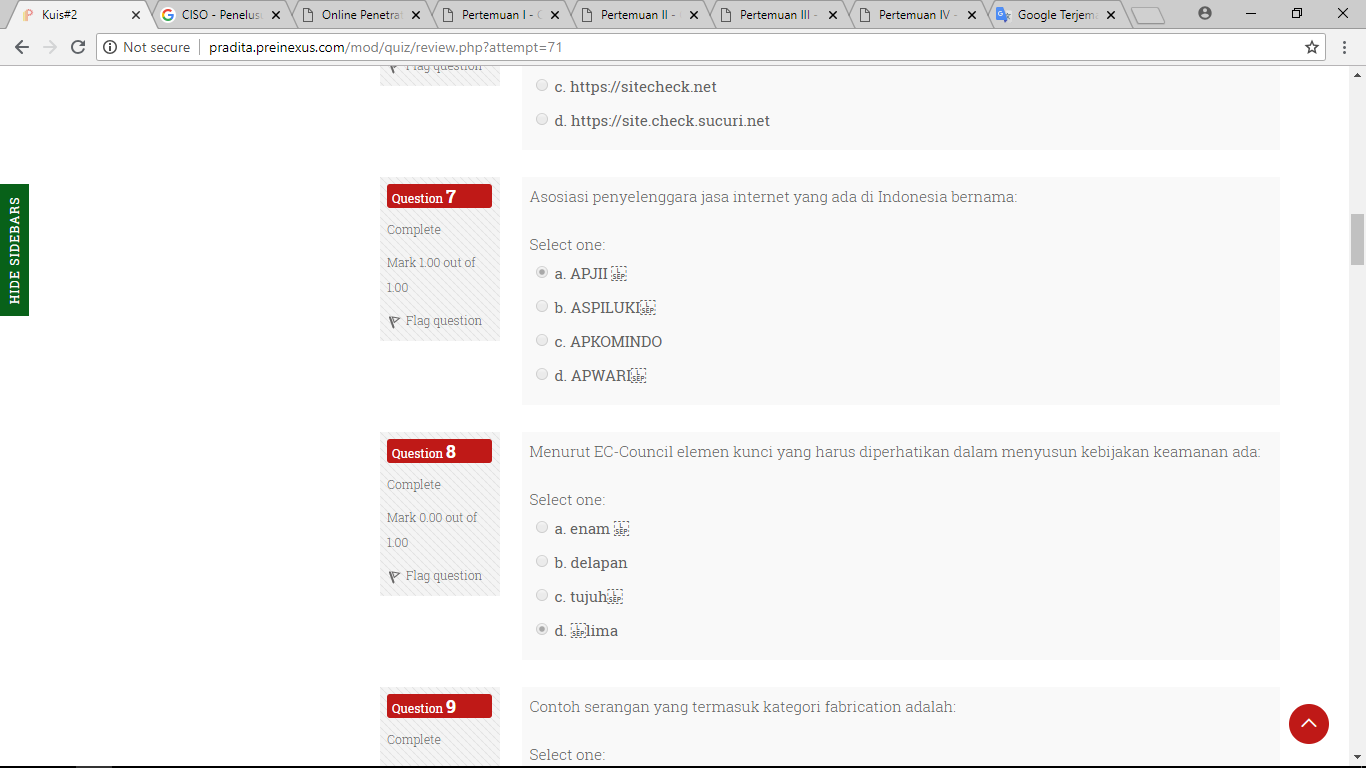 Kuis#2
CISO - Penelus
Online Penetrat
Pertemuan I -
Pertemuan II -
Pertemuan III -
Pertemuan IV -
Google Terjem
Not secure
pradita.preinexus.com/mod/quiz/review.php?attempt=71
Flag question
c. https://sitecheck.net
d. https://site.check.sucuri.net
HIDE SIDEBARS
Question 7
Complete
Mark 1.00 out of
1.00
Flag question
Asosiasi penyelenggara jasa internet yang ada di Indonesia bernama:
Select one:
a. APJII
b. ASPILUKI
c. APKOMINDO
d. APWARI
Question 8
Complete
Mark 0.00 out of
1.00
Flag question
Menurut EC-Council elemen kunci yang harus diperhatikan dalam menyusun kebijakan keamanan ada:
Select one:
a. enam
b. delapan
c. tujuh
d. lima
Question 9
Complete
Contoh serangan yang termasuk kategori fabrication adalah:
Select one: